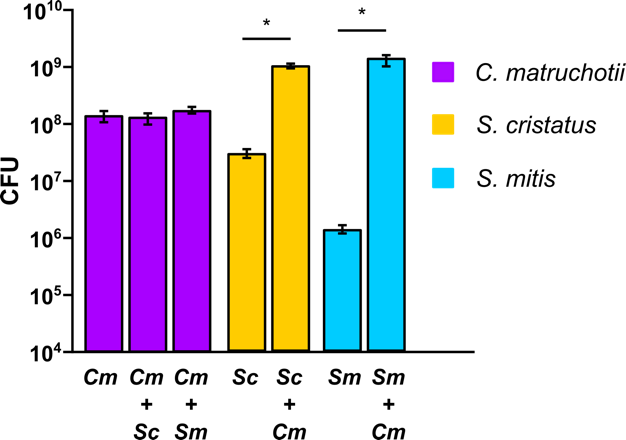 CFU
10¹⁰
10⁹
10⁸
10⁷
10⁶
10⁵
10⁴
*
*
C. matruchotii
S. cristatus
S. mitis
Cm Cm Cm Sc Sc Sm Sm
+ + + +
Sc Sm Cm Cm